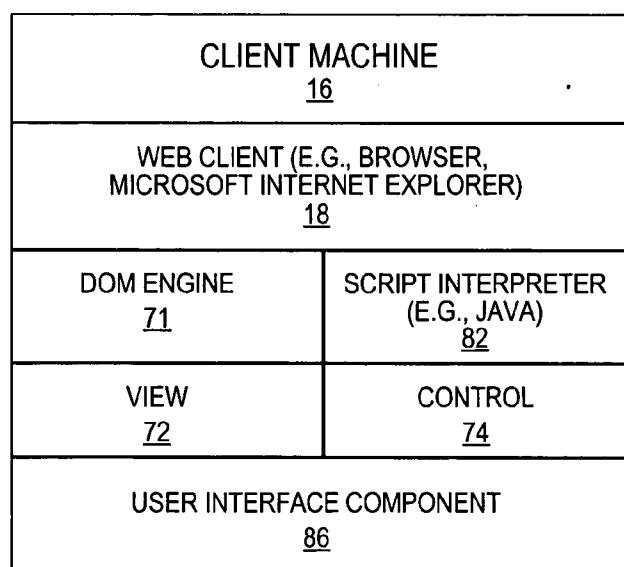 CLIENT MACHINE
16
WEB CLIENT (E.G., BROWSER,
MICROSOFT INTERNET EXPLORER)
18
DOM ENGINE
71
SCRIPT INTERPRETER
(E.G., JAVA)
82
VIEW
72
CONTROL
74
USER INTERFACE COMPONENT
86